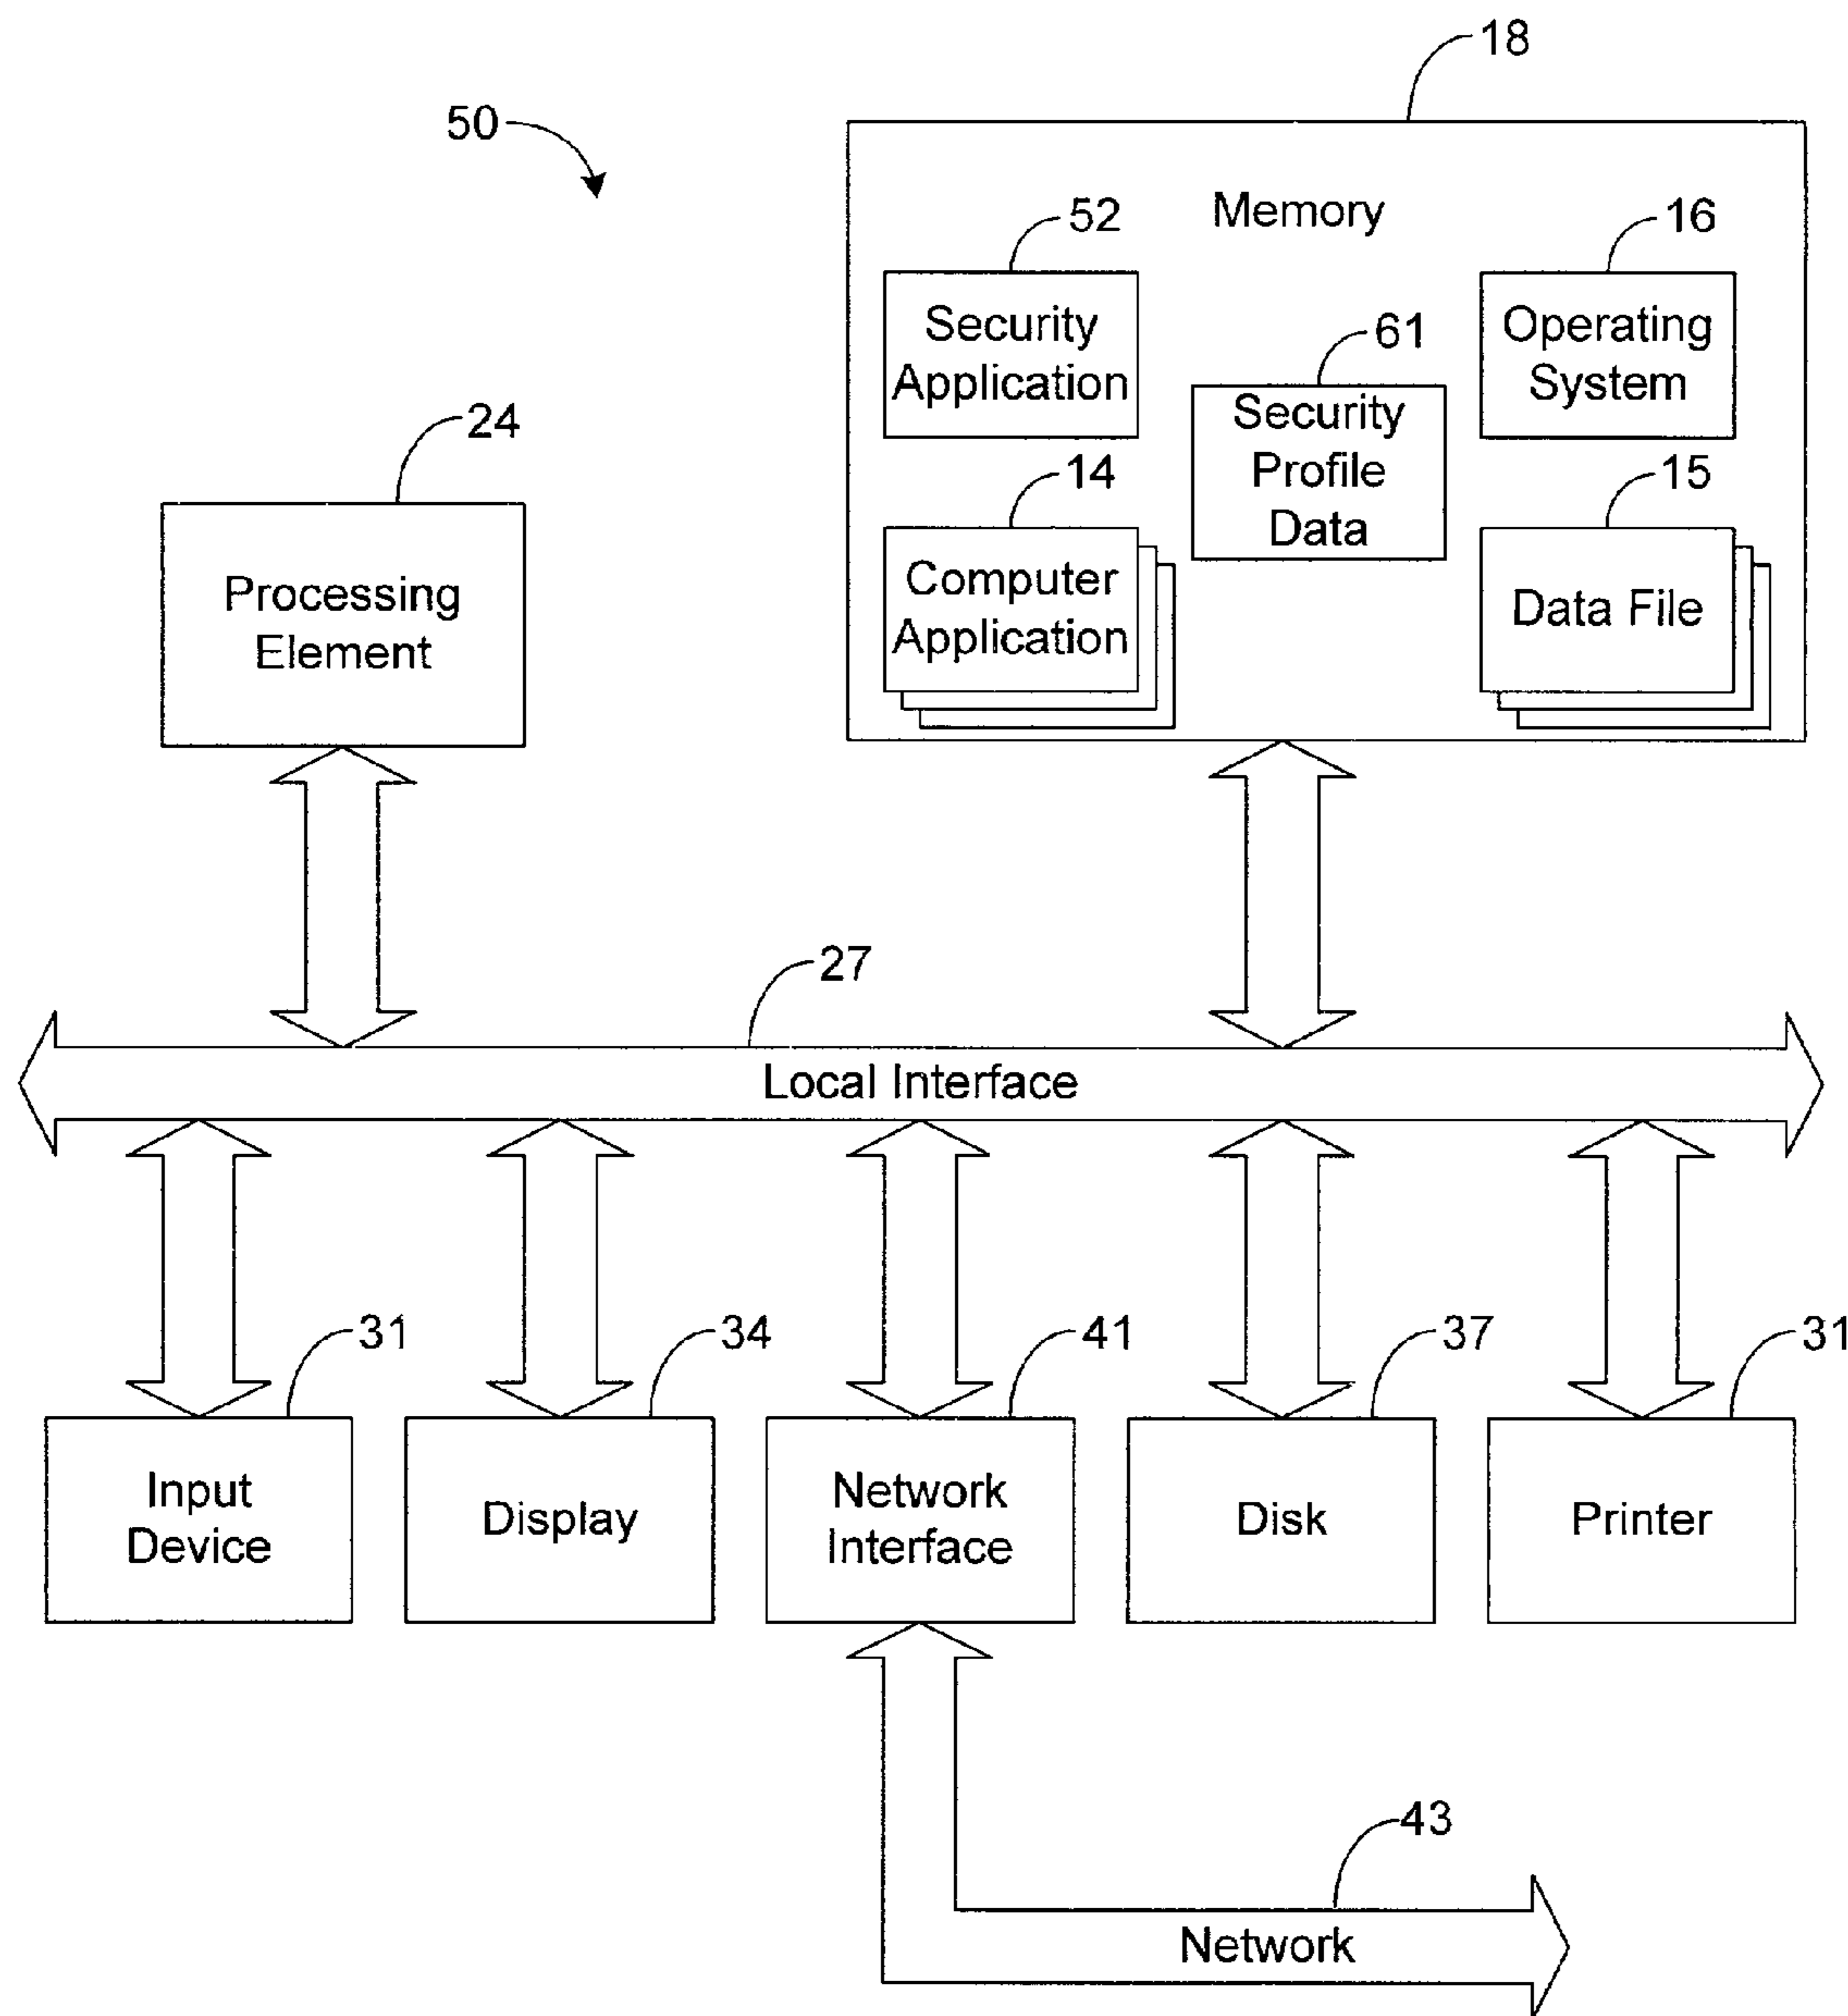 18
50
Memory
52
16
Security
Application
Operating
System
61
Security
Profile
Data
24
14
15
Processing
Element
Computer
Application
Data File
27
Local Interface
31
34
41
37
31
Input
Device
Display
Network
Interface
Disk
Printer
43
Network